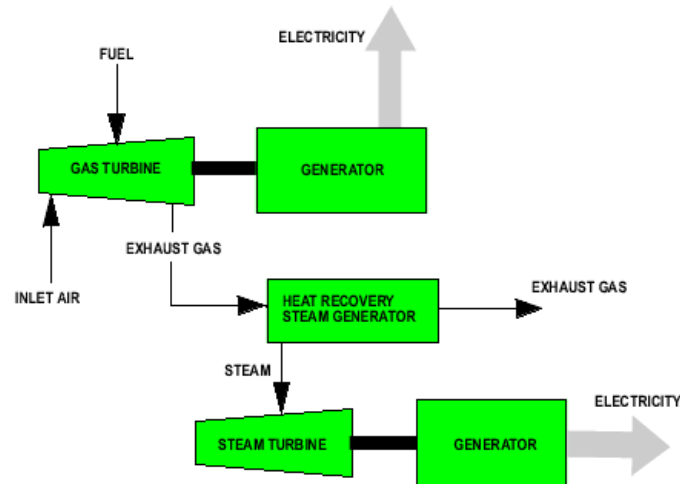 ELECTRICITY
FUEL
GAS TURBINE
GENERATOR
EXHAUST GAS
INLET AIR
HEAT RECOVERY
STEAM GENERATOR
EXHAUST GAS
STEAM
ELECTRICITY
STEAM TURBINE
GENERATOR